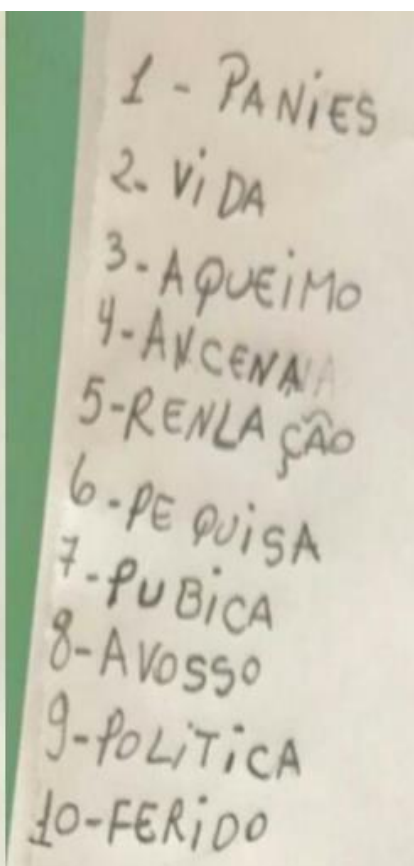 1 - PANiES
2. ViDA
3-AQUEiMO
4-ANCENA
5-RENLAÇÃO
6-PEQUiSA
7-PUBiCA
8-AVOSSO
9-POLiTiCA
10-FERiDO